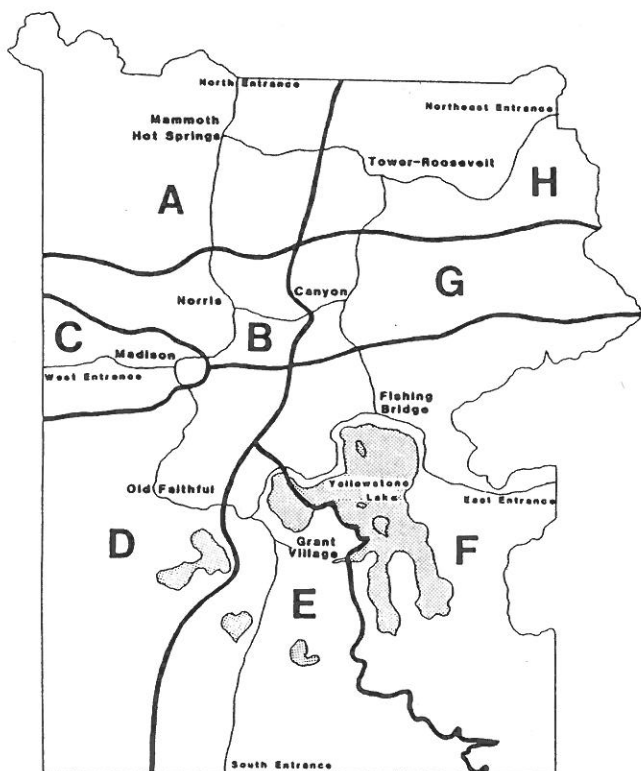 North Entrance
Northeast Entrance
Mammoth
Hot Springs
Tower-Roosevelt
H
A
G
Norris
Canyon
C
B
Madison
West Entrance
Fishing
Bridge
Old Faithful
Yellowstone
Lake
East Entrance
D
Grant
Village
F
E
South Entrance